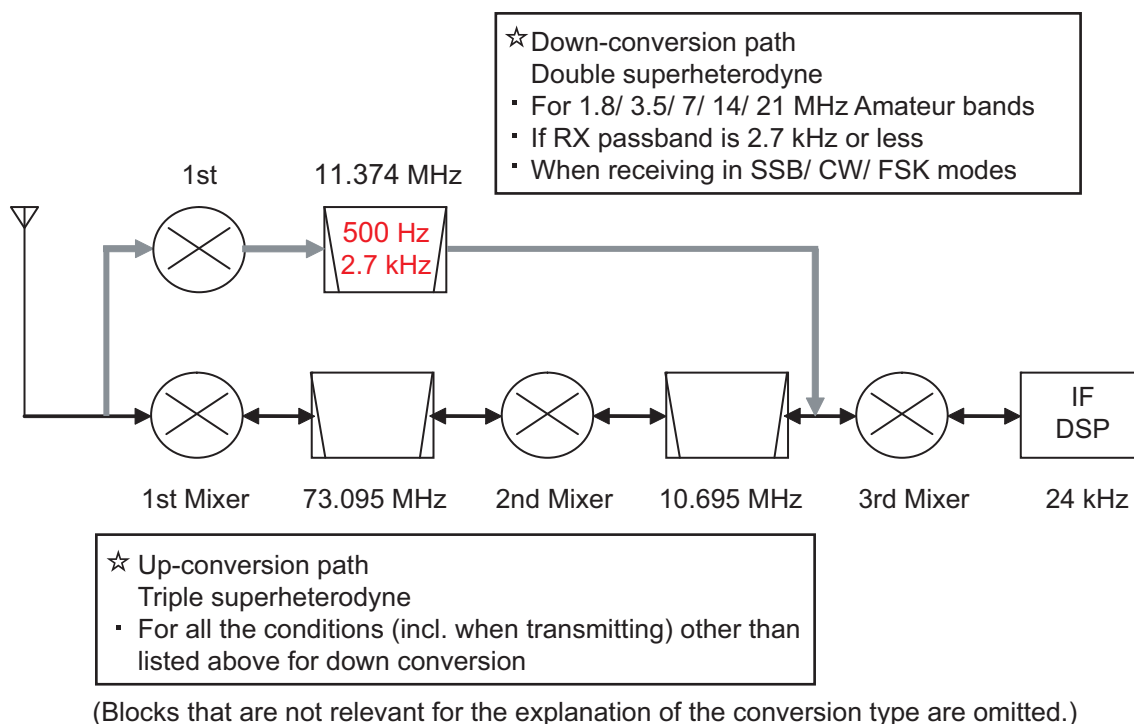 ☆ Down-conversion path
Double superheterodyne
・ For 1.8/ 3.5/ 7/ 14/ 21 MHz Amateur bands
・ If RX passband is 2.7 kHz or less
・ When receiving in SSB/ CW/ FSK modes
1st
11.374 MHz
500 Hz
2.7 kHz
IF
DSP
1st Mixer
73.095 MHz
2nd Mixer
10.695 MHz
3rd Mixer
24 kHz
☆ Up-conversion path
Triple superheterodyne
・ For all the conditions (incl. when transmitting) other than
listed above for down conversion
(Blocks that are not relevant for the explanation of the conversion type are omitted.)